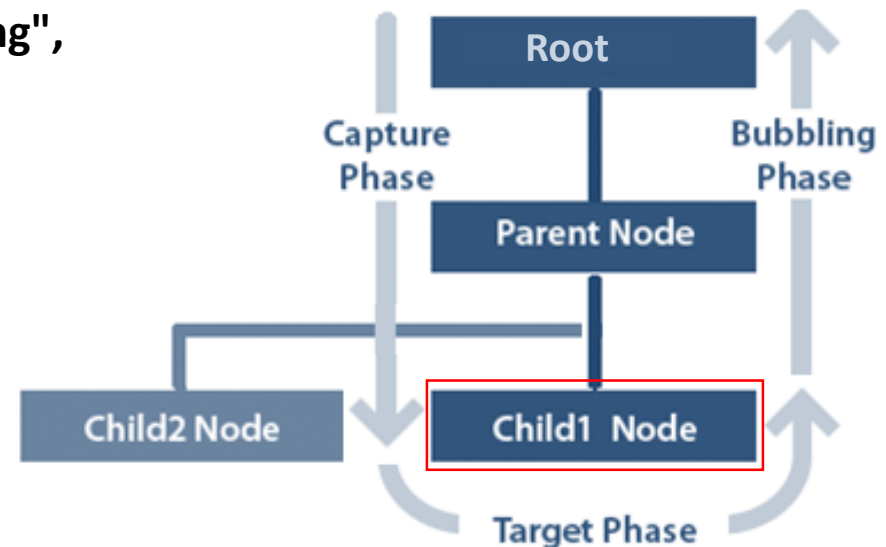 ng",
Root
Capture
Phase
Bubbling
Phase
Parent Node
Child2 Node
Child1 Node
Target Phase